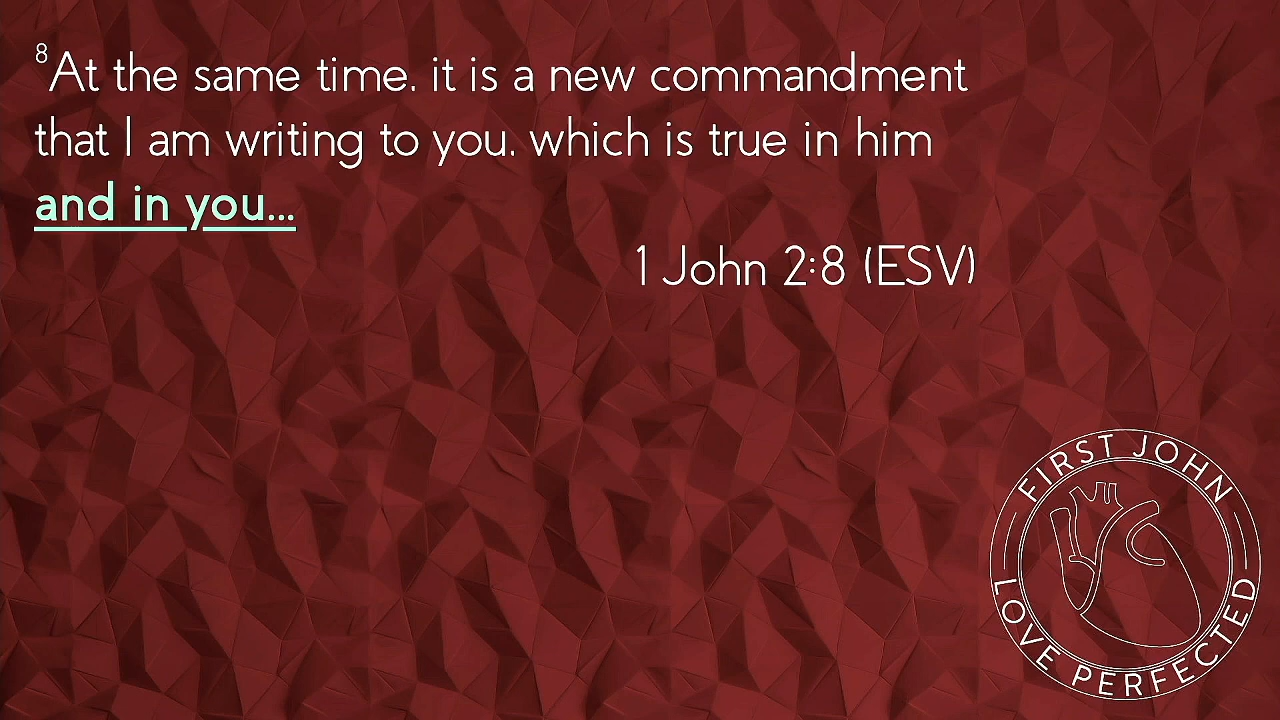 ⁸At the same time, it is a new commandment
that I am writing to you, which is true in him
and in you...
1 John 2:8 (ESV)
FIRST JOHN
LOVE PERFECTED